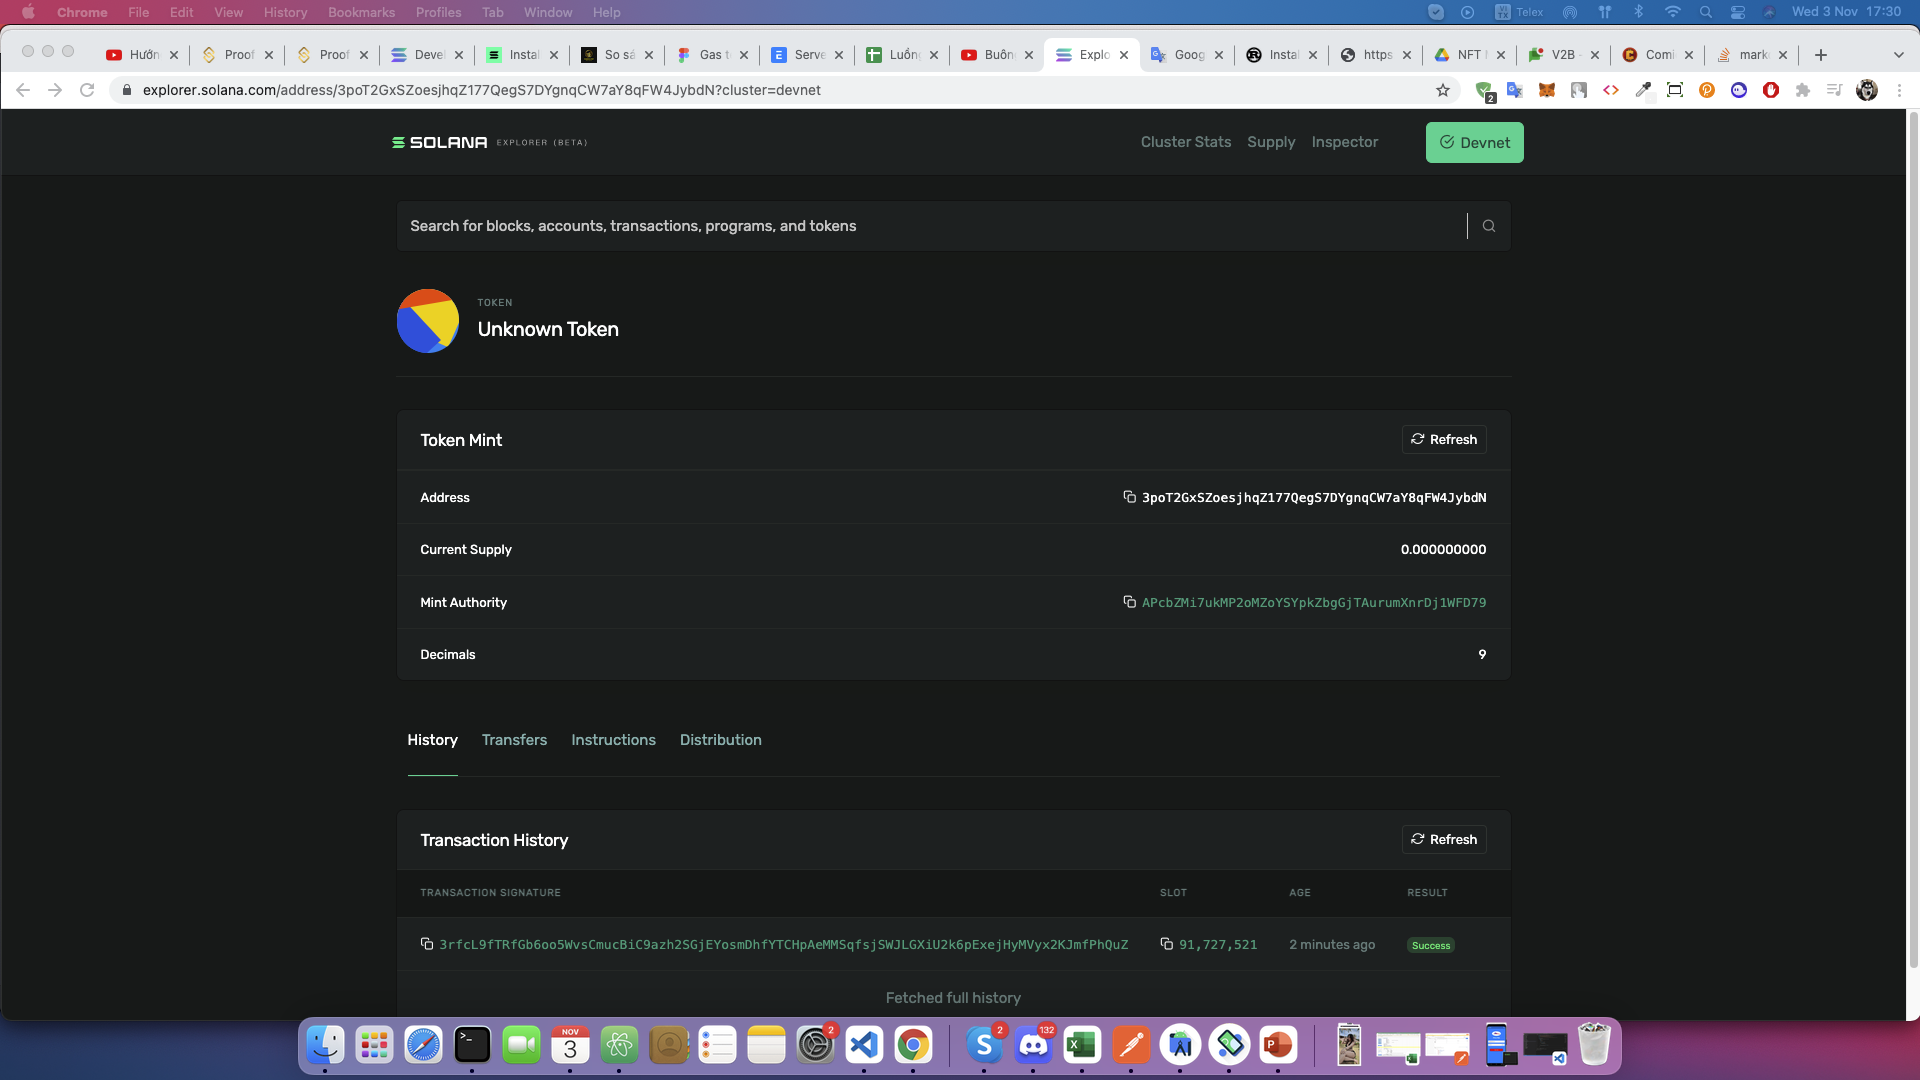 Chrome File Edit View History Bookmarks Profiles Tab Window Help Telex Wed 3 Nov 17:30
Hướn Proof Proof Devel Instal So sá Gas t Serve Luồng Buôn Explo Goog Instal https NFT V2B Comi mark
explorer.solana.com/address/3poT2GxSZoesjhqZ177QegS7DYgnqCW7aY8qFW4JybdN?cluster=devnet
2
SOLANA EXPLORER (BETA) Cluster Stats Supply Inspector Devnet
Search for blocks, accounts, transactions, programs, and tokens
TOKEN
Unknown Token
Token Mint Refresh
Address 3poT2GxSZoesjhqZ177QegS7DYgnqCW7aY8qFW4JybdN
Current Supply 0.000000000
Mint Authority APcbZMi7ukMP2oMZoYSYpkZbgGjTAurumXnrDj1WFD79
Decimals 9
History Transfers Instructions Distribution
Transaction History Refresh
TRANSACTION SIGNATURE SLOT AGE RESULT
3rfcL9fTRfGb6oo5WvsCmucBiC9azh2SGjEYosmDhfYTCHpAeMMSqfsjSWJLGXiU2k6pExejHyMVyx2KJmfPhQuZ 91,727,521 2 minutes ago Success
Fetched full history
NOV 3 2 2 132